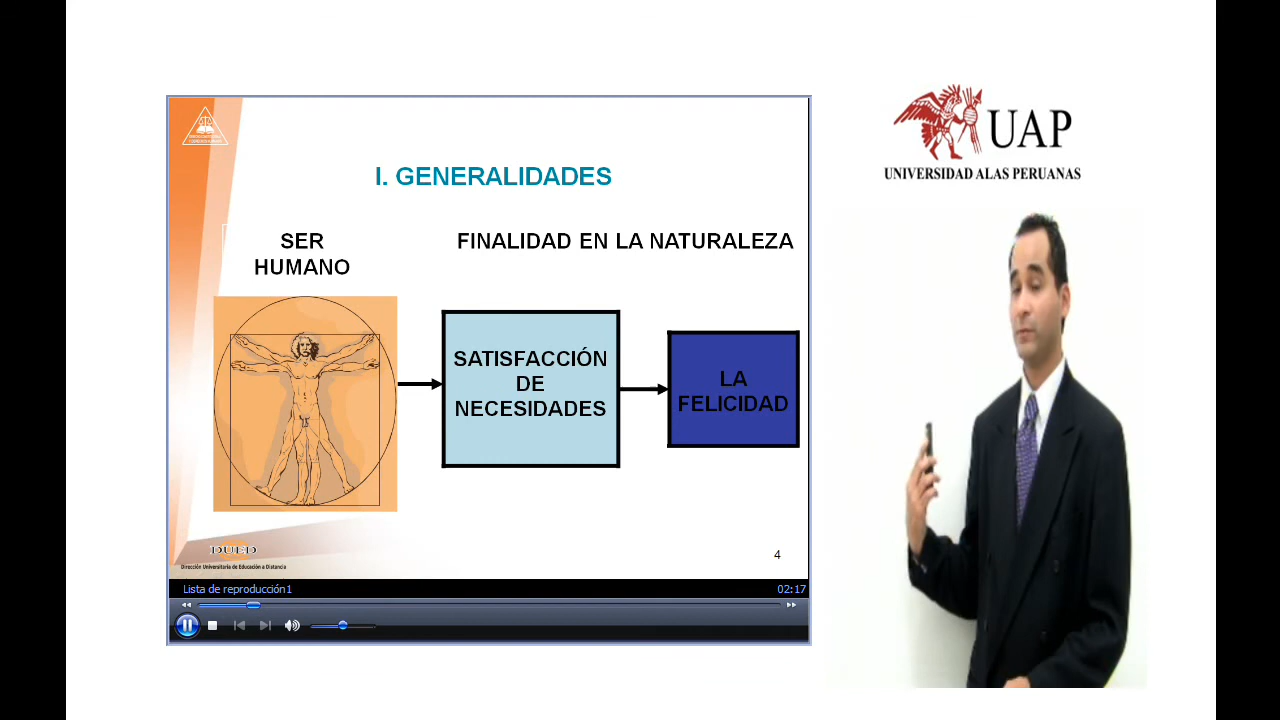 I. GENERALIDADES
SER
HUMANO
FINALIDAD EN LA NATURALEZA
SATISFACCIÓN
DE
NECESIDADES
LA
FELICIDAD
DUED
Dirección Universitaria de Educación a Distancia
4
Lista de reproducción1
02:17
UAP
UNIVERSIDAD ALAS PERUANAS